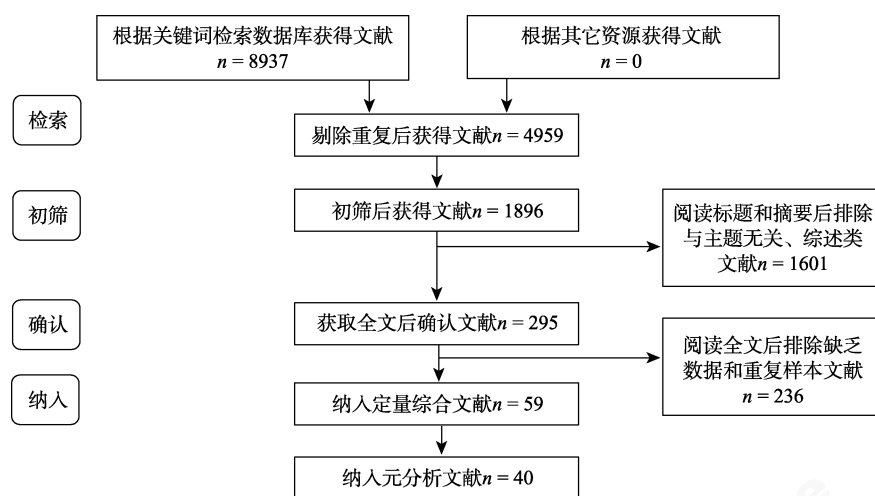 根据关键词检索数据库获得文献
n = 8937
根据其它资源获得文献
n = 0
检索
剔除重复后获得文献n = 4959
初筛
初筛后获得文献n = 1896
阅读标题和摘要后排除
与主题无关、综述类
文献n = 1601
确认
获取全文后确认文献n = 295
阅读全文后排除缺乏
数据和重复样本文献
n = 236
纳入
纳入定量综合文献n = 59
纳入元分析文献n = 40